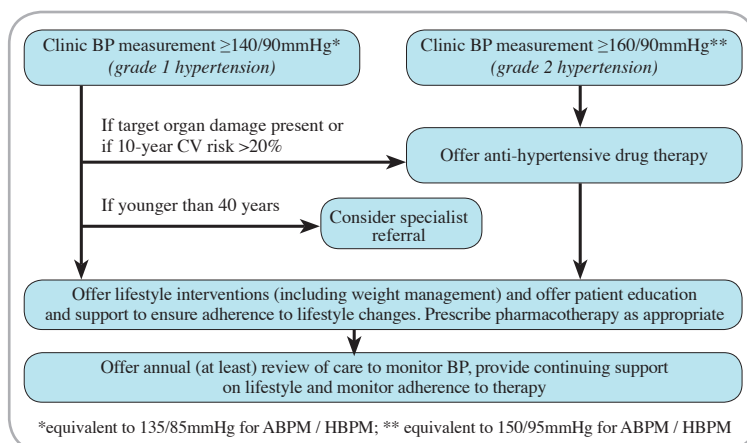 Clinic BP measurement ≥140/90mmHg*
(grade 1 hypertension)
Clinic BP measurement ≥160/90mmHg**
(grade 2 hypertension)
If target organ damage present or
if 10-year CV risk >20%
Offer anti-hypertensive drug therapy
If younger than 40 years
Consider specialist
referral
Offer lifestyle interventions (including weight management) and offer patient education
and support to ensure adherence to lifestyle changes. Prescribe pharmacotherapy as appropriate
Offer annual (at least) review of care to monitor BP, provide continuing support
on lifestyle and monitor adherence to therapy
*equivalent to 135/85mmHg for ABPM / HBPM; ** equivalent to 150/95mmHg for ABPM / HBPM